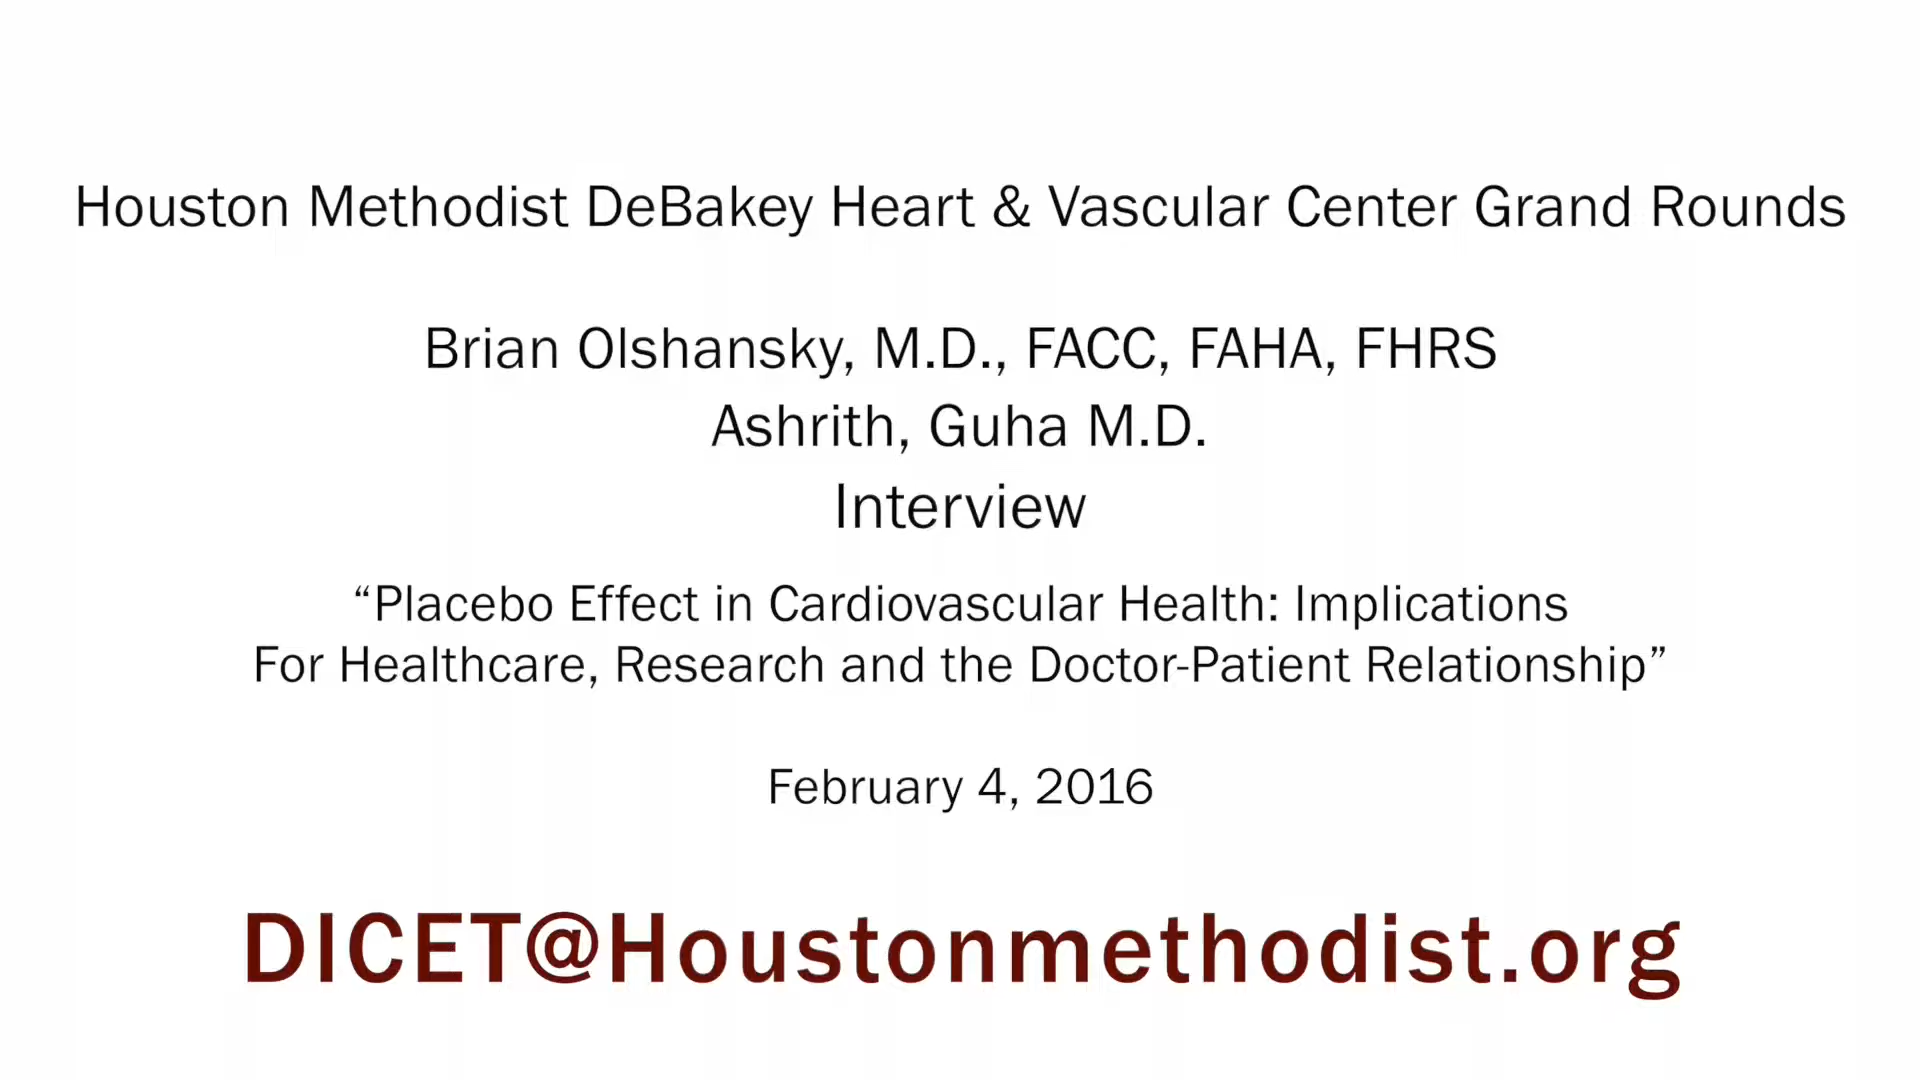 Houston Methodist DeBakey Heart & Vascular Center Grand Rounds
Brian Olshansky, M.D., FACC, FAHA, FHRS
Ashrith, Guha M.D.
Interview
“Placebo Effect in Cardiovascular Health: Implications
For Healthcare, Research and the Doctor-Patient Relationship”
February 4, 2016
DICET@Houstonmethodist.org